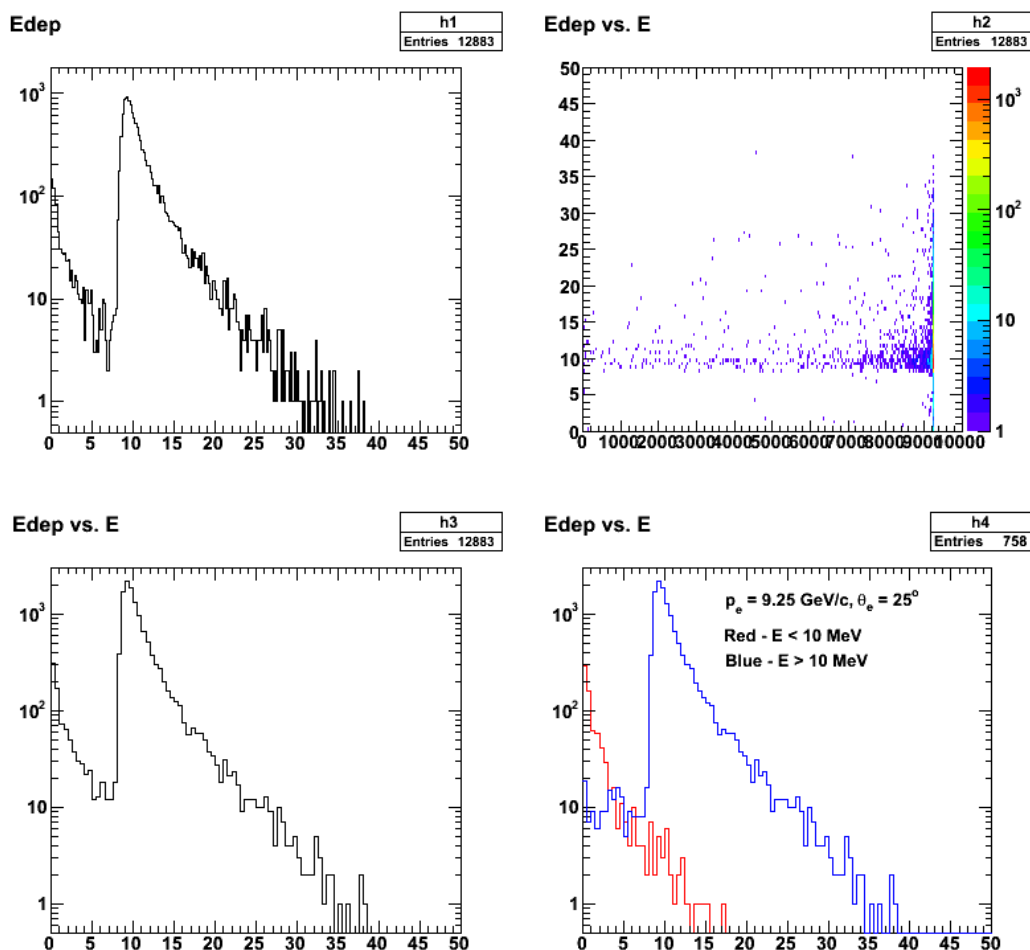 Edep
h1
Entries 12883
10³
10²
10
1
0 5 10 15 20 25 30 35 40 45 50
Edep vs. E
h2
Entries 12883
50
45
40
35
30
25
20
15
10
5
0
0 1000 2000 3000 4000 5000 6000 7000 8000 9000 10000
10³
10²
10
1
Edep vs. E
h3
Entries 12883
10³
10²
10
1
0 5 10 15 20 25 30 35 40 45 50
Edep vs. E
h4
Entries 758
p_e = 9.25 GeV/c, θ_e = 25°
Red - E < 10 MeV
Blue - E > 10 MeV
10³
10²
10
1
0 5 10 15 20 25 30 35 40 45 50